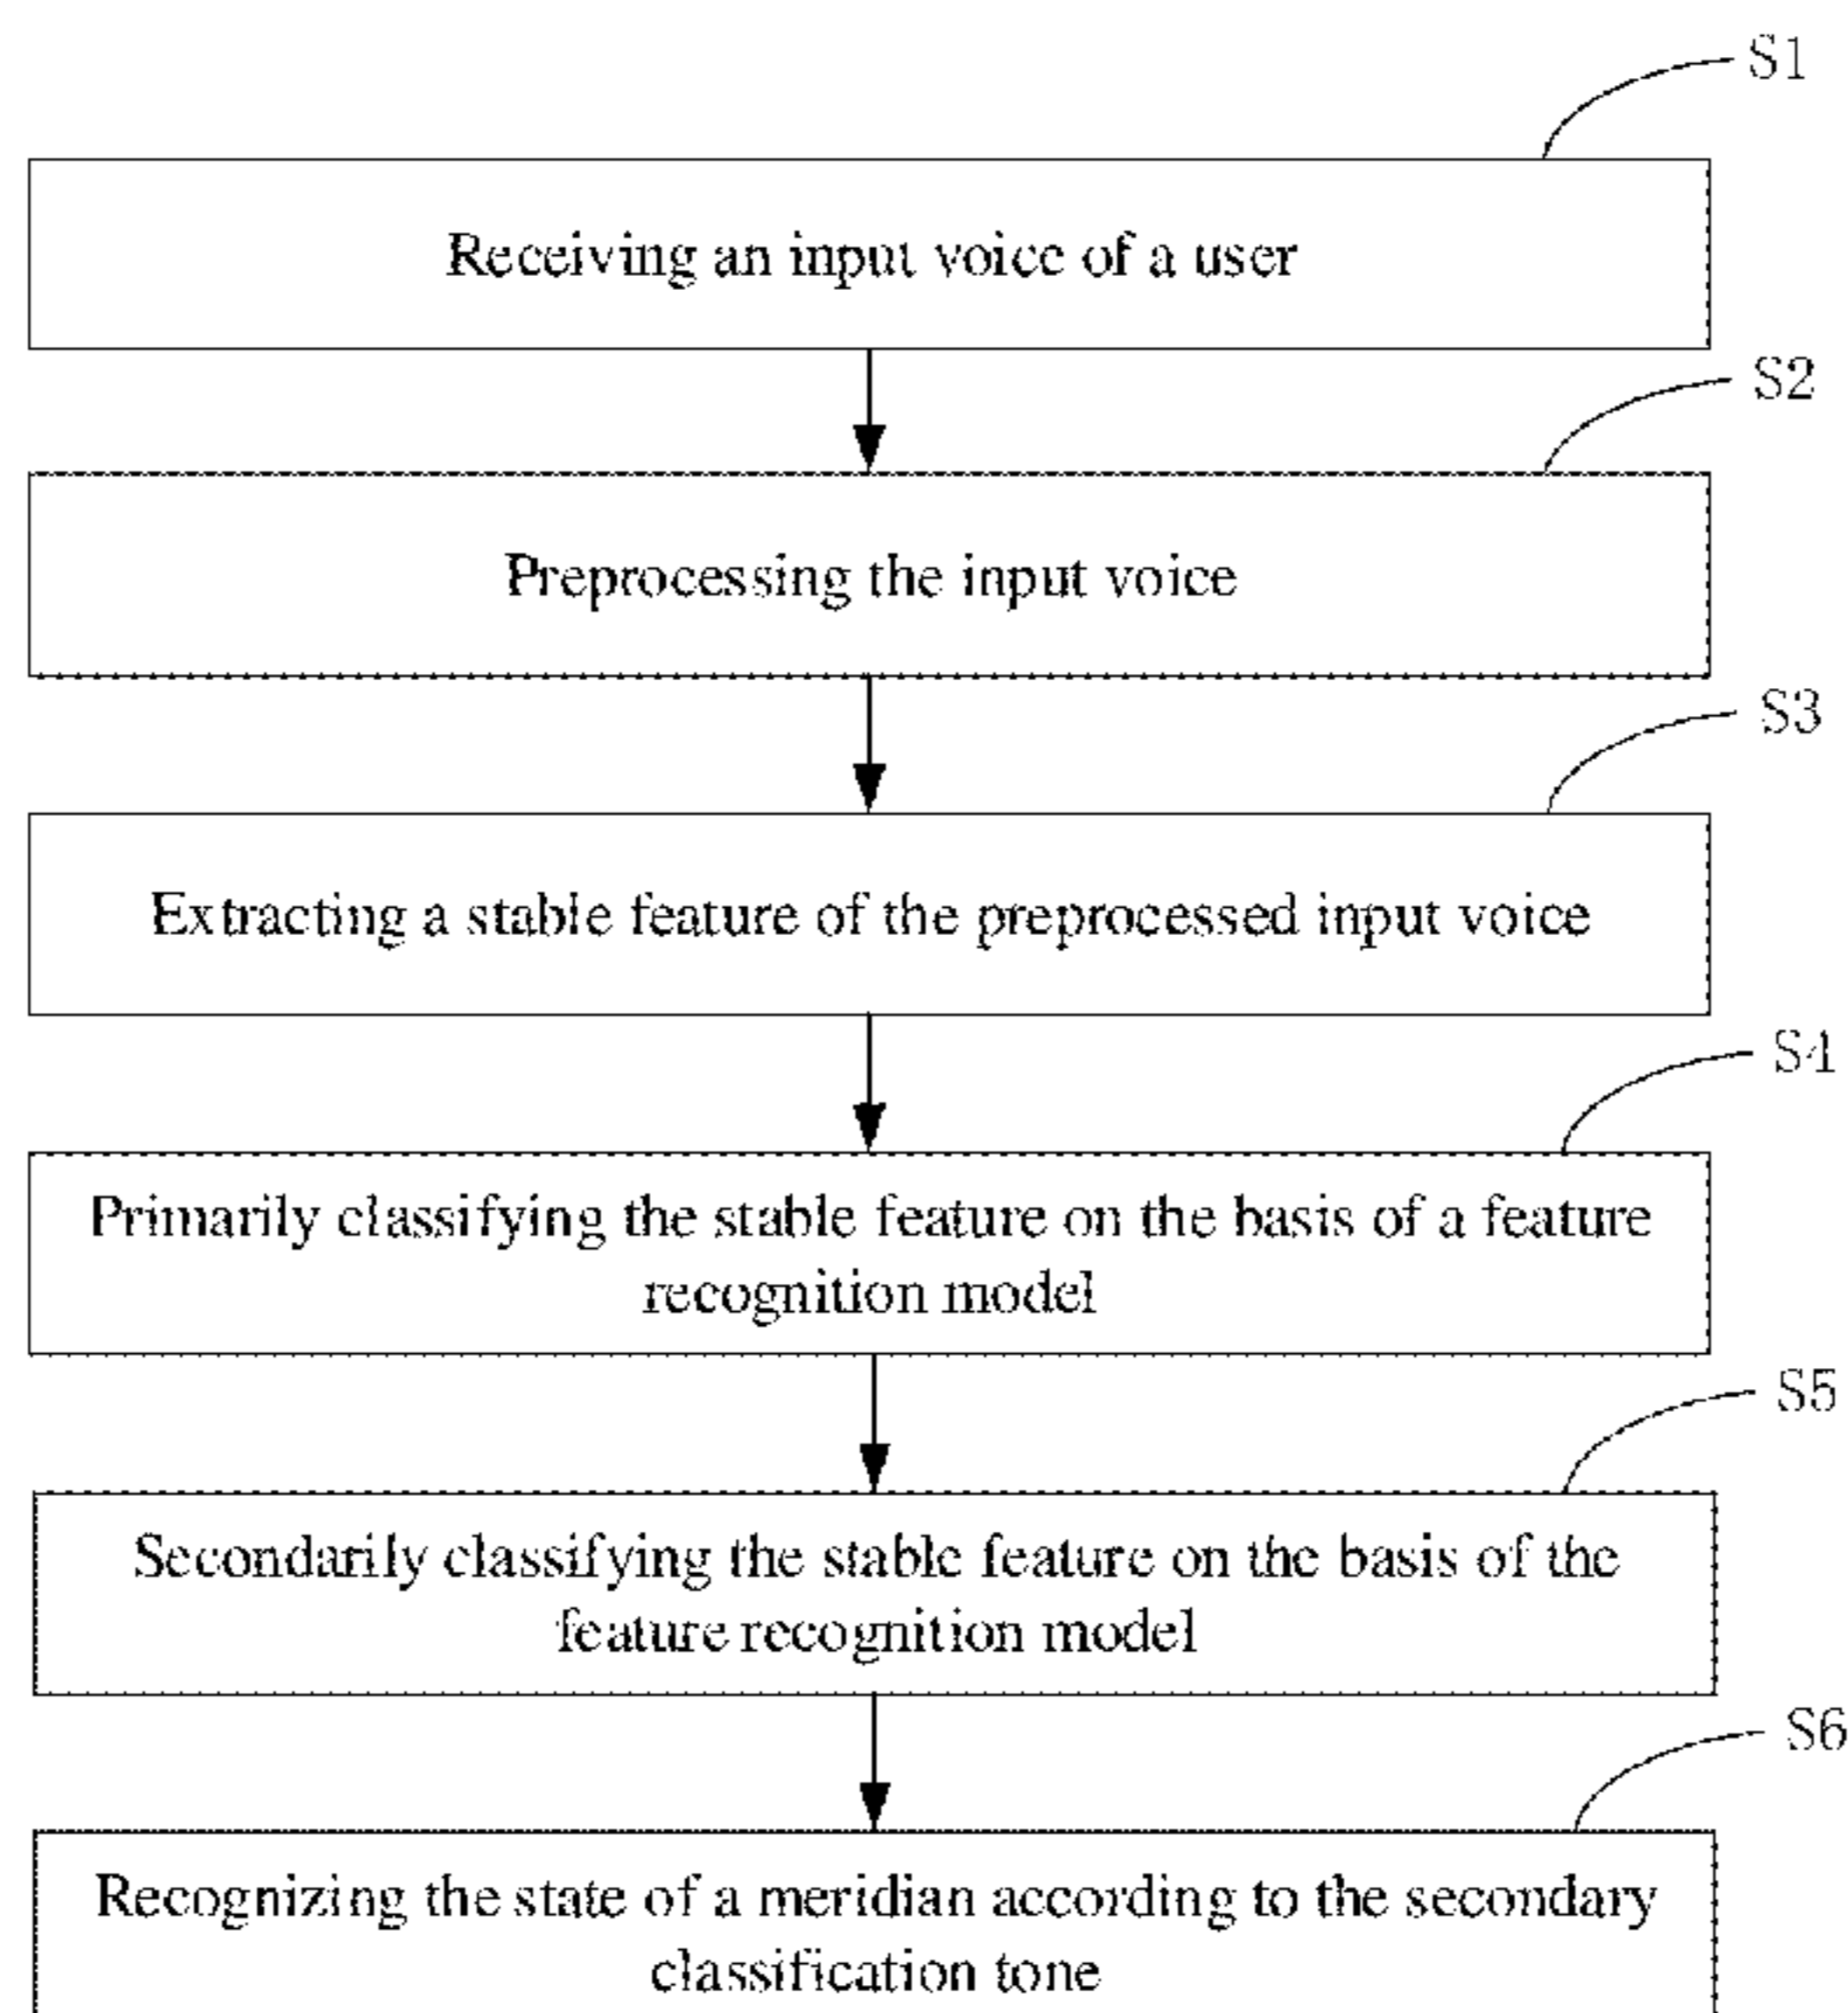 S1
Receiving an input voice of a user
S2
Preprocessing the input voice
S3
Extracting a stable feature of the preprocessed input voice
S4
Primarily classifying the stable feature on the basis of a feature
recognition model
S5
Secondarily classifying the stable feature on the basis of the
feature recognition model
S6
Recognizing the state of a meridian according to the secondary
classification tone